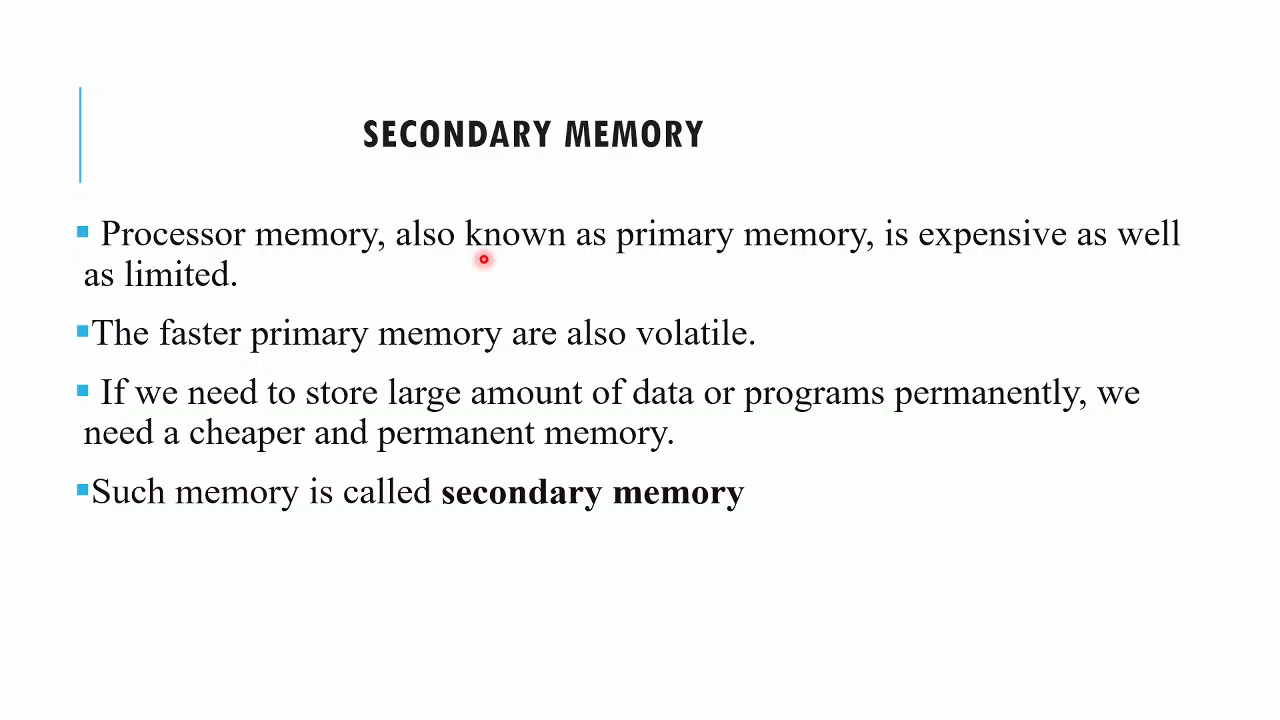 SECONDARY MEMORY
Processor memory, also known as primary memory, is expensive as well
as limited.
The faster primary memory are also volatile.
If we need to store large amount of data or programs permanently, we
need a cheaper and permanent memory.
Such memory is called secondary memory